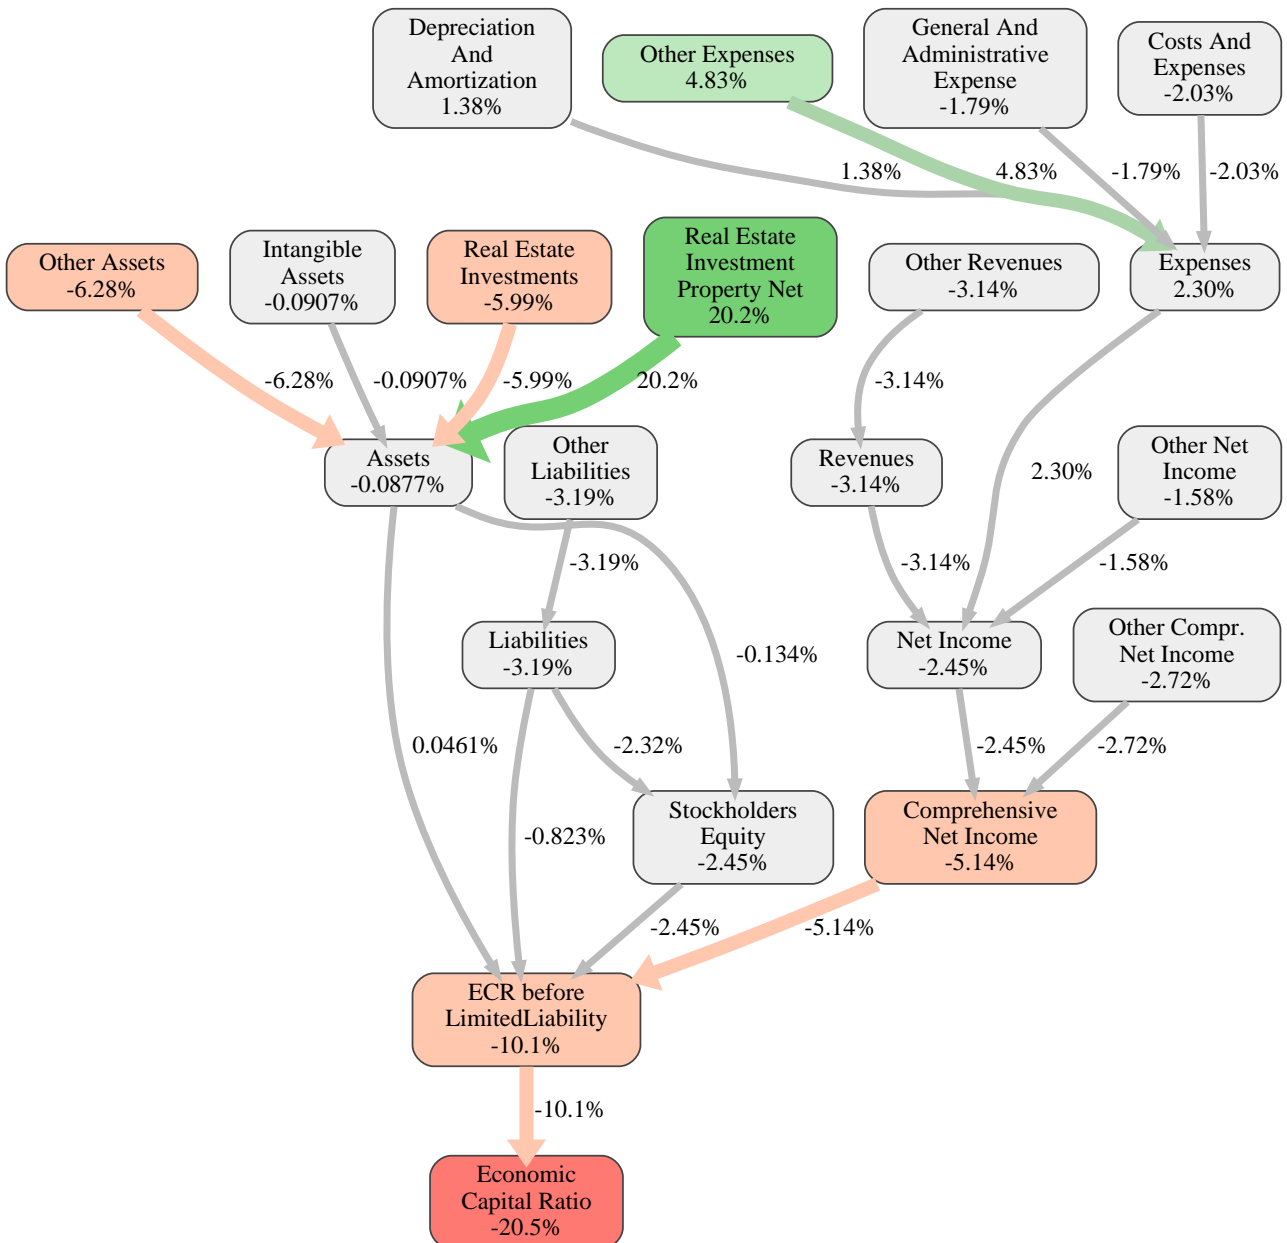 Depreciation
And
Amortization
1.38%
Other Expenses
4.83%
General And
Administrative
Expense
-1.79%
Costs And
Expenses
-2.03%
1.38%
4.83%
-1.79%
-2.03%
Other Assets
-6.28%
Intangible
Assets
-0.0907%
Real Estate
Investments
-5.99%
Real Estate
Investment
Property Net
20.2%
Other Revenues
-3.14%
Expenses
2.30%
-6.28%
-0.0907%
-5.99%
20.2%
-3.14%
Assets
-0.0877%
Other
Liabilities
-3.19%
Revenues
-3.14%
2.30%
Other Net
Income
-1.58%
-3.19%
-3.14%
-1.58%
Liabilities
-3.19%
-0.134%
Net Income
-2.45%
Other Compr.
Net Income
-2.72%
0.0461%
-2.32%
-2.45%
-2.72%
-0.823%
Stockholders
Equity
-2.45%
Comprehensive
Net Income
-5.14%
-2.45%
-5.14%
ECR before
LimitedLiability
-10.1%
-10.1%
Economic
Capital Ratio
-20.5%